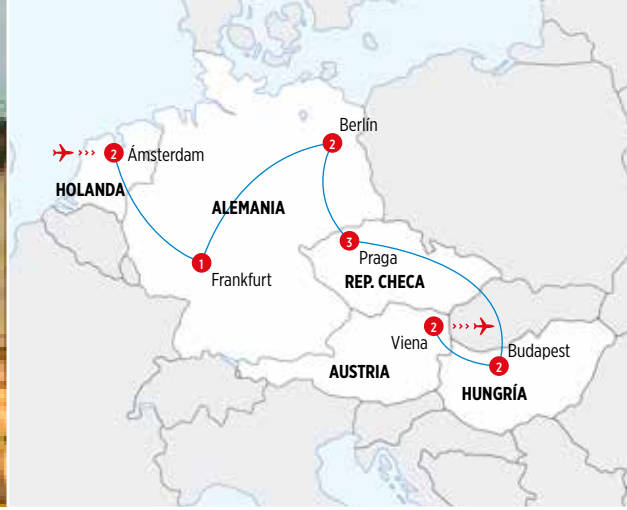 Berlín
2
2
Ámsterdam
HOLANDA
ALEMANIA
3
Praga
1
Frankfurt
REP. CHECA
2
Viena
Budapest
2
AUSTRIA
HUNGRÍA